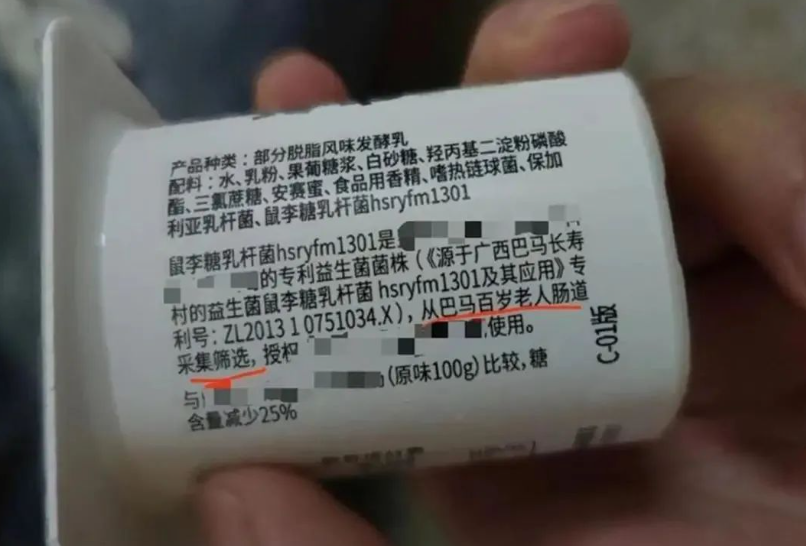 产品种类：部分脱脂风味发酵乳
配料：水、乳粉、果葡糖浆、白砂糖、羟丙基二淀粉磷酸
酯、三氯蔗糖、安赛蜜、食品用香精、嗜热链球菌、保加
利亚乳杆菌、鼠李糖乳杆菌hsryfm1301
鼠李糖乳杆菌hsryfm1301是
的专利益生菌菌株（《源于广西巴马长寿
村的益生菌鼠李糖乳杆菌 hsryfm1301及其应用》专
利号：ZL2013 1 0751034.X），从巴马百岁老人肠道
采集筛选，授权 使用。
与 (原味100g) 比较，糖
含量减少25%
C-01版